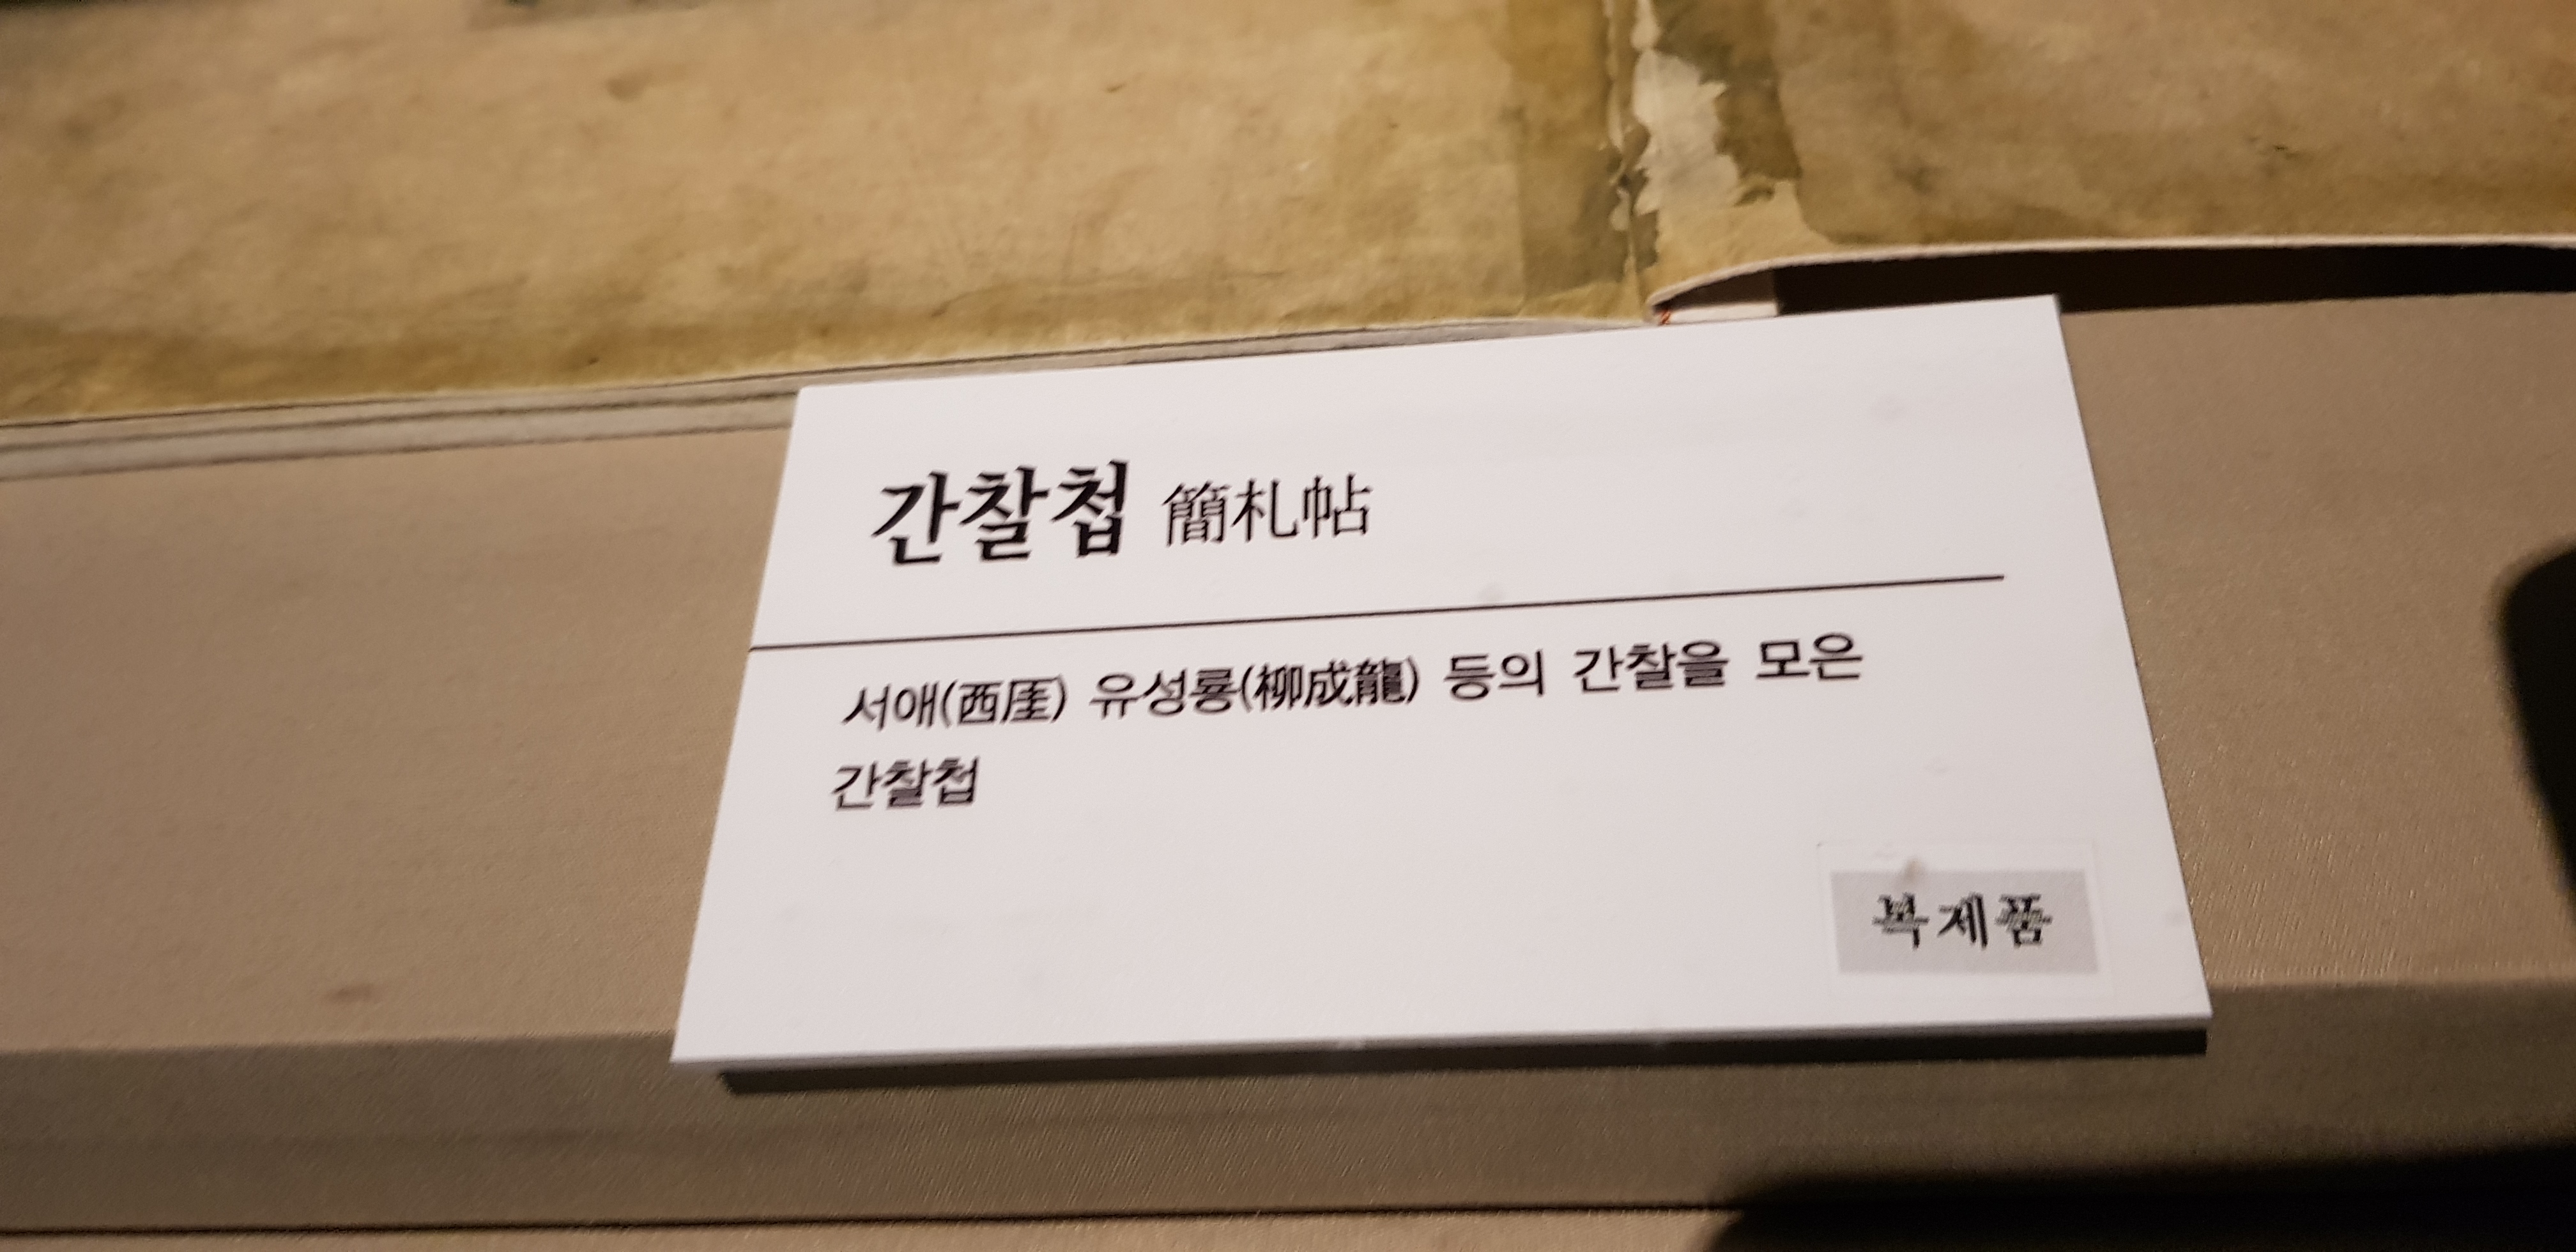 간찰첩 簡札帖
서애(西厓) 유성룡(柳成龍) 등의 간찰을 모은
간찰첩
복제품